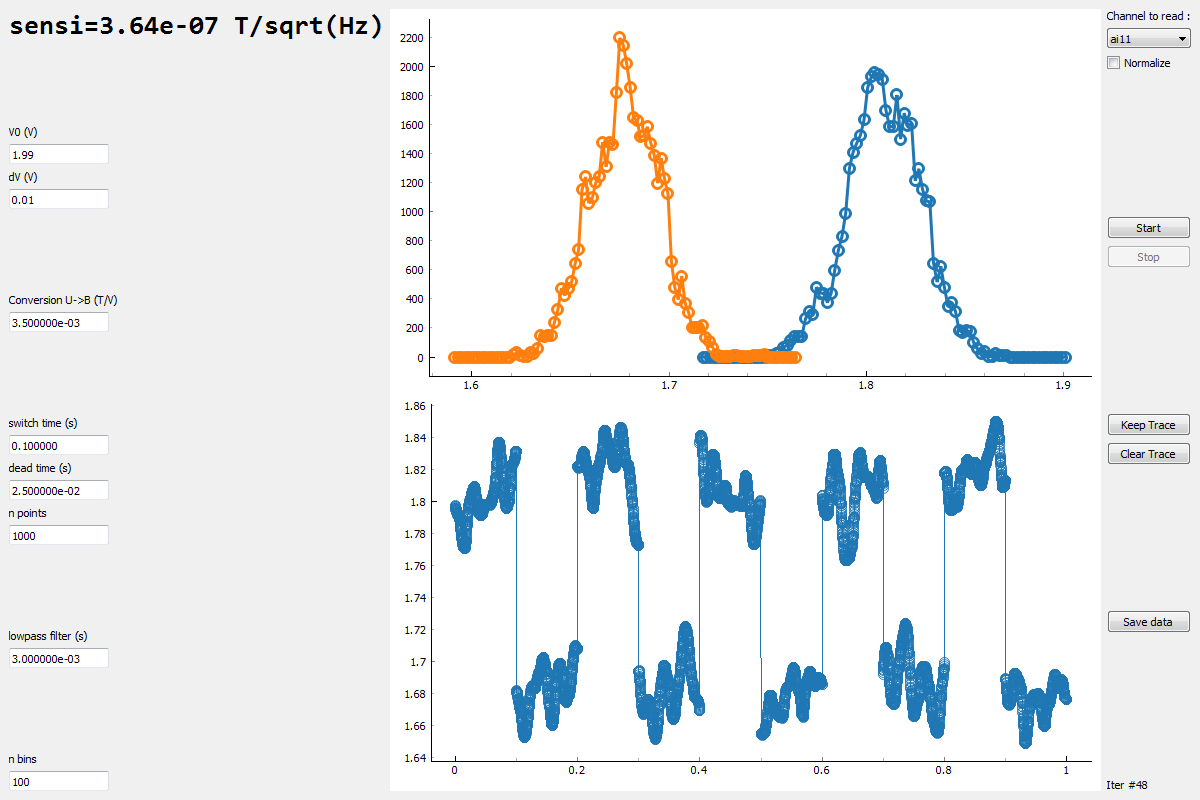 sensi=3.64e-07 T/sqrt(Hz)
V0 (V)
1.99
dV (V)
0.01
Conversion U->B (T/V)
3.500000e-03
switch time (s)
0.100000
dead time (s)
2.500000e-02
n points
1000
lowpass filter (s)
3.000000e-03
n bins
100
2200
2000
1800
1600
1400
1200
1000
800
600
400
200
0
1.6 1.7 1.8 1.9
1.86
1.84
1.82
1.8
1.78
1.76
1.74
1.72
1.7
1.68
1.66
1.64
0 0.2 0.4 0.6 0.8 1
Channel to read :
ai11
Normalize
Start
Stop
Keep Trace
Clear Trace
Save data
Iter #48